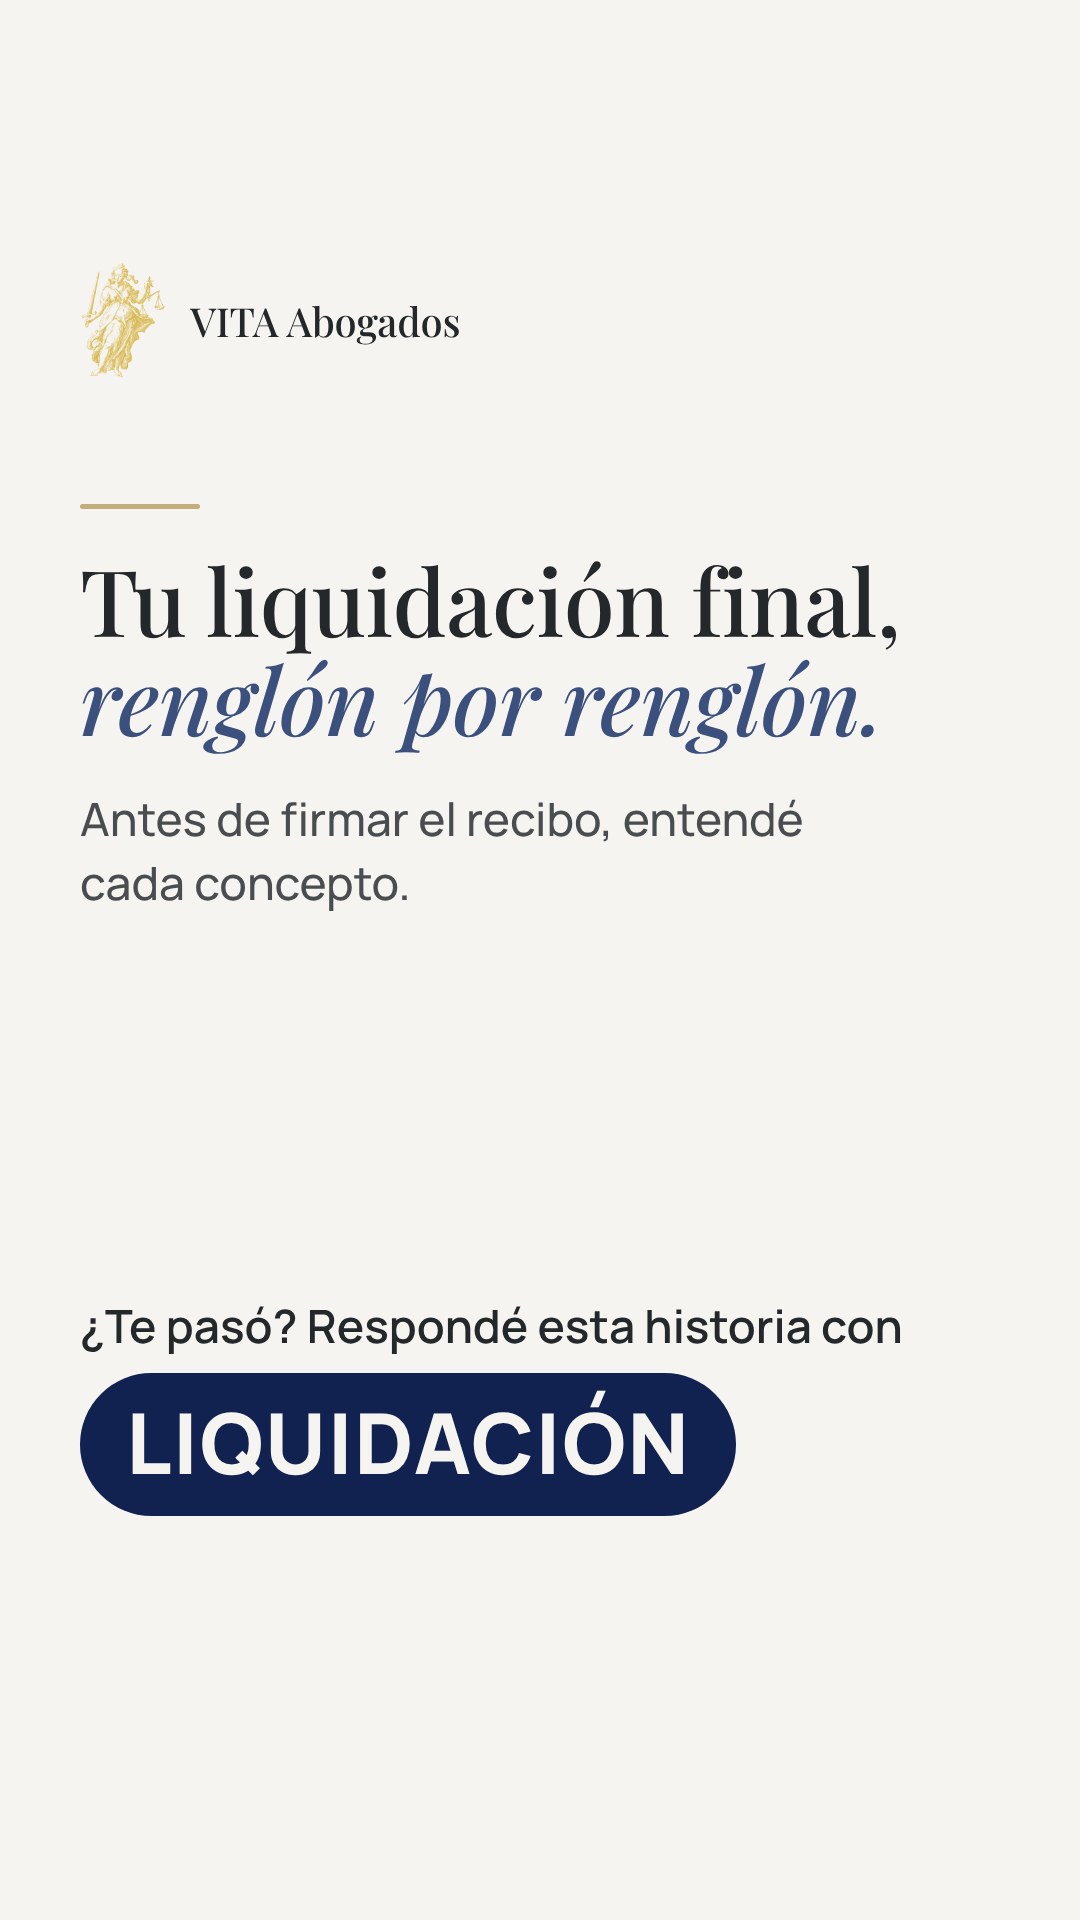 VITA Abogados
Tu liquidación final,
renglón por renglón.
Antes de firmar el recibo, entendé
cada concepto.
¿Te pasó? Respondé esta historia con
LIQUIDACIÓN